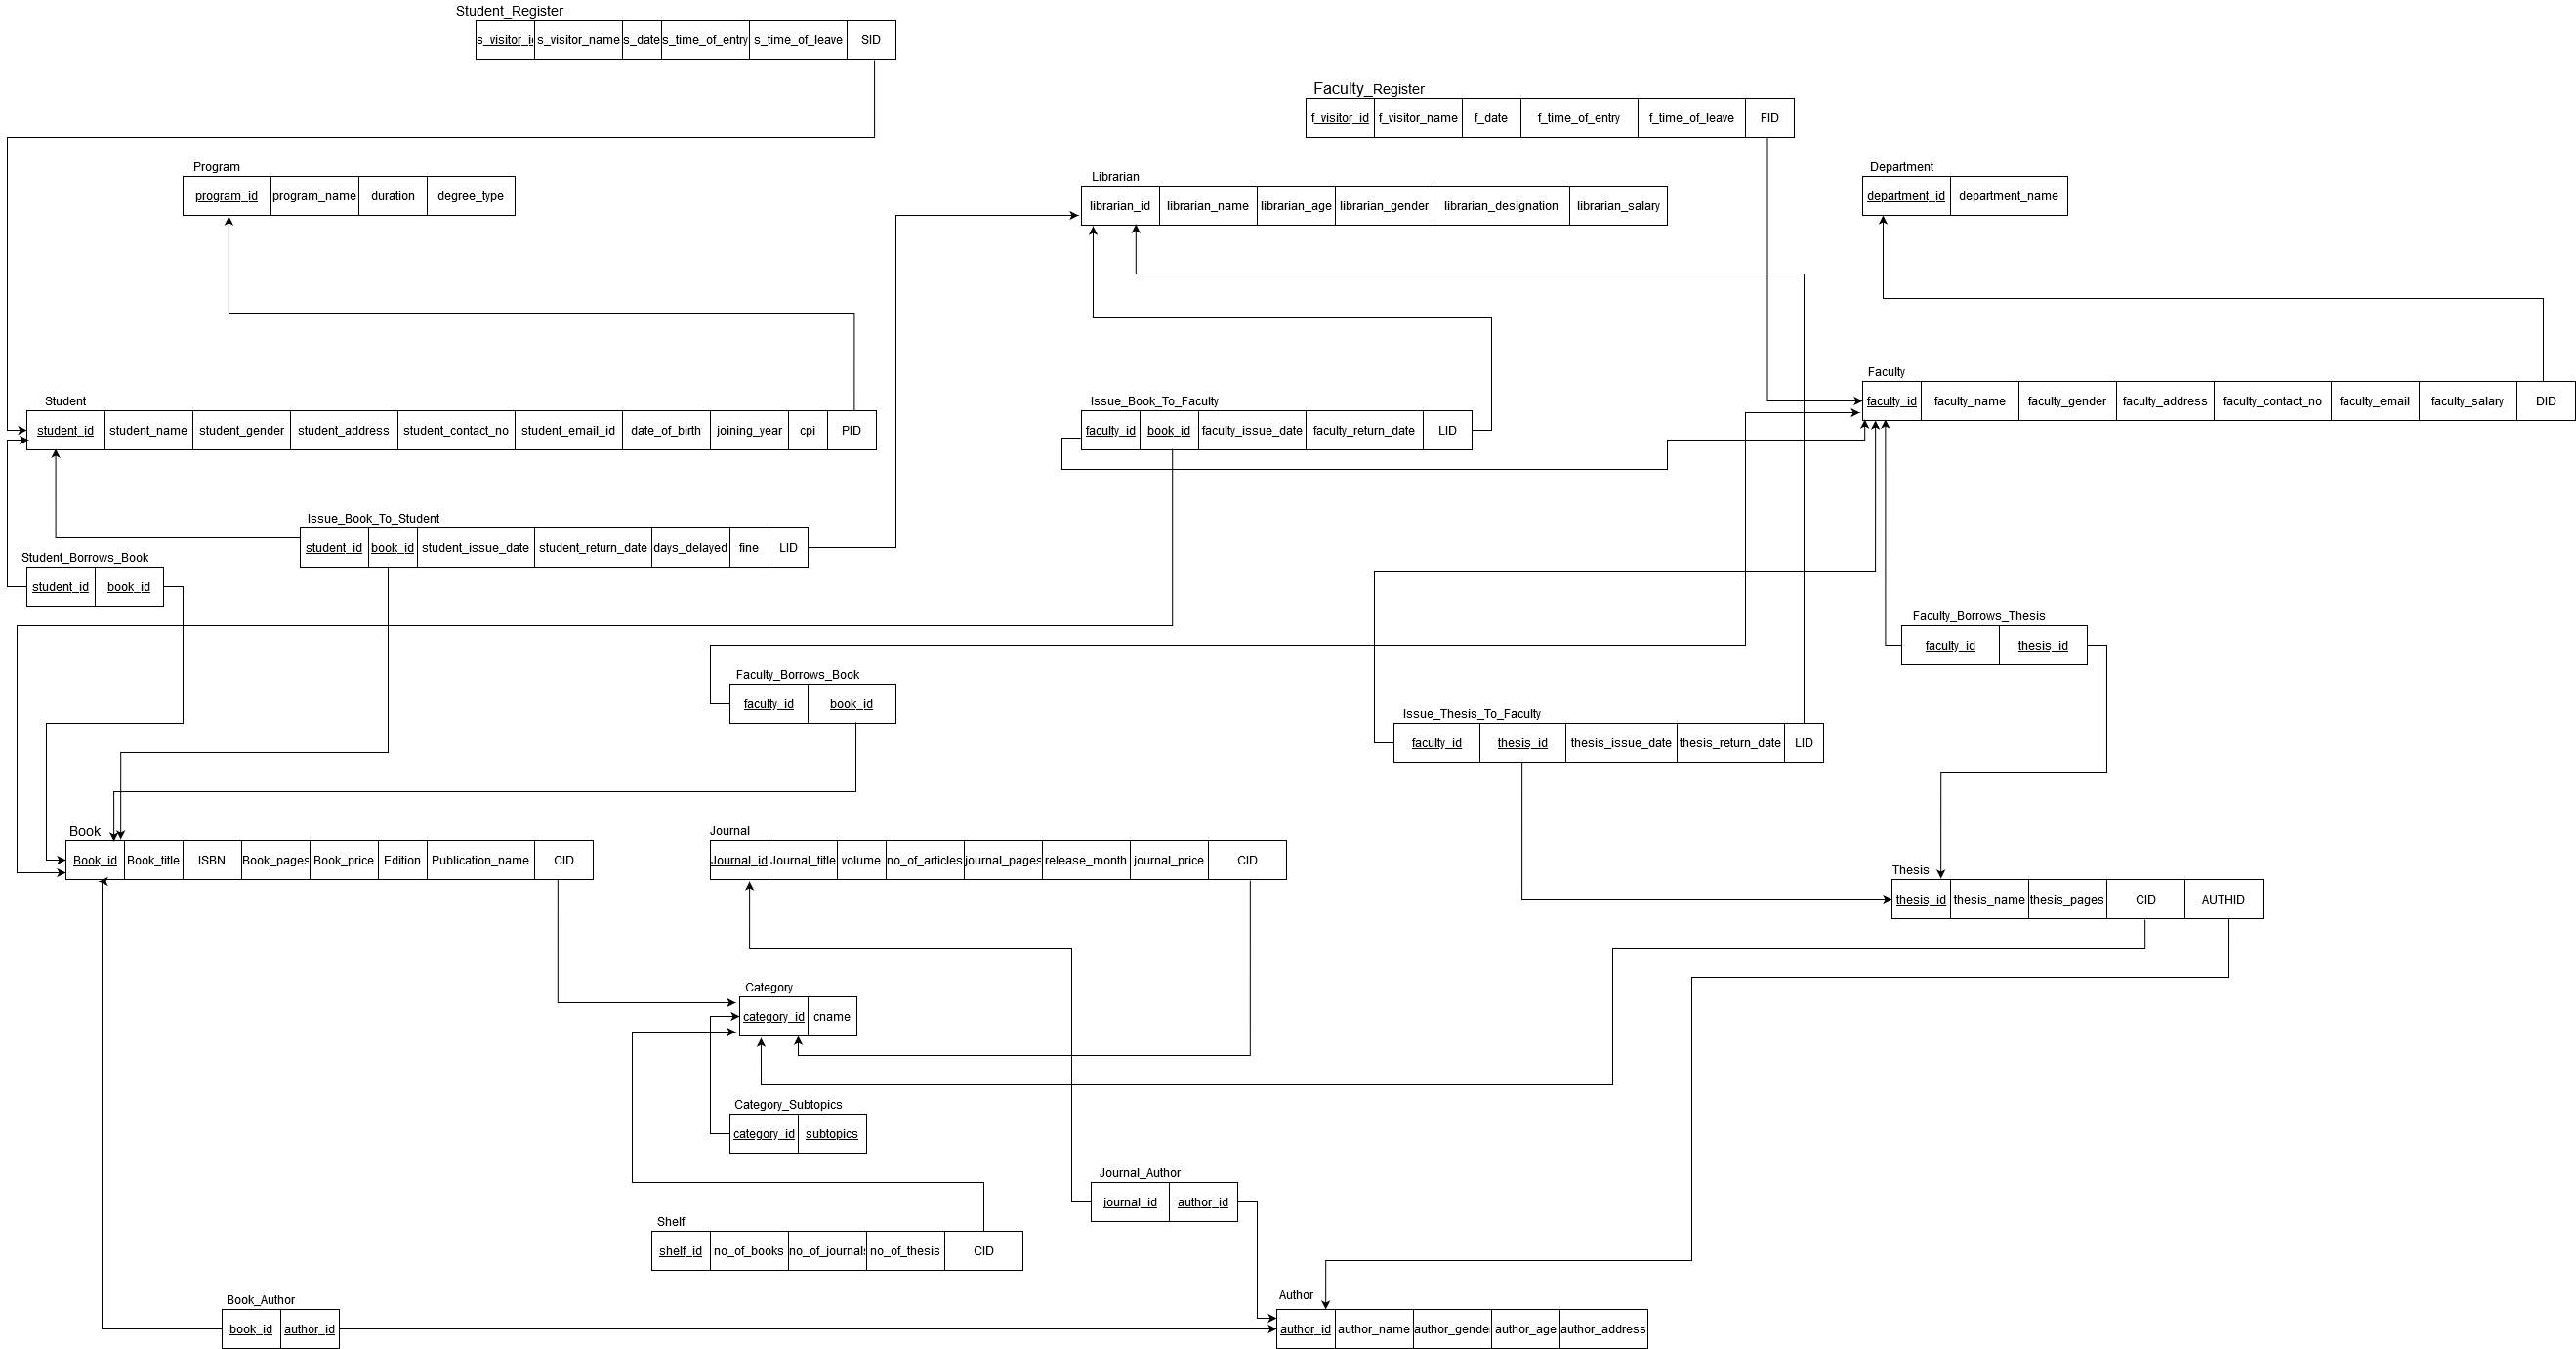 Student_Register
s_visitor_i s_visitor_name s_date s_time_of_entry s_time_of_leave SID
Faculty_Register
f_visitor_id f_visitor_name f_date f_time_of_entry f_time_of_leave FID
Program
program_id program_name duration degree_type
Librarian
librarian_id librarian_name librarian_age librarian_gender librarian_designation librarian_salary
Department
department_id department_name
Student
student_id student_name student_gender student_address student_contact_no student_email_id date_of_birth joining_year cpi PID
Issue_Book_To_Faculty
faculty_id book_id faculty_issue_date faculty_return_date LID
Faculty
faculty_id faculty_name faculty_gender faculty_address faculty_contact_no faculty_email faculty_salary DID
Issue_Book_To_Student
student_id book_id student_issue_date student_return_date days_delayed fine LID
Student_Borrows_Book
student_id book_id
Faculty_Borrows_Thesis
faculty_id thesis_id
Faculty_Borrows_Book
faculty_id book_id
Issue_Thesis_To_Faculty
faculty_id thesis_id thesis_issue_date thesis_return_date LID
Book
Book_id Book_title ISBN Book_pages Book_price Edition Publication_name CID
Journal
Journal_id Journal_title volume no_of_articles journal_pages release_month journal_price CID
Thesis
thesis_id thesis_name thesis_pages CID AUTHID
Category
category_id cname
Category_Subtopics
category_id subtopics
Journal_Author
journal_id author_id
Shelf
shelf_id no_of_books no_of_journals no_of_thesis CID
Book_Author
book_id author_id
Author
author_id author_name author_gende author_age author_address